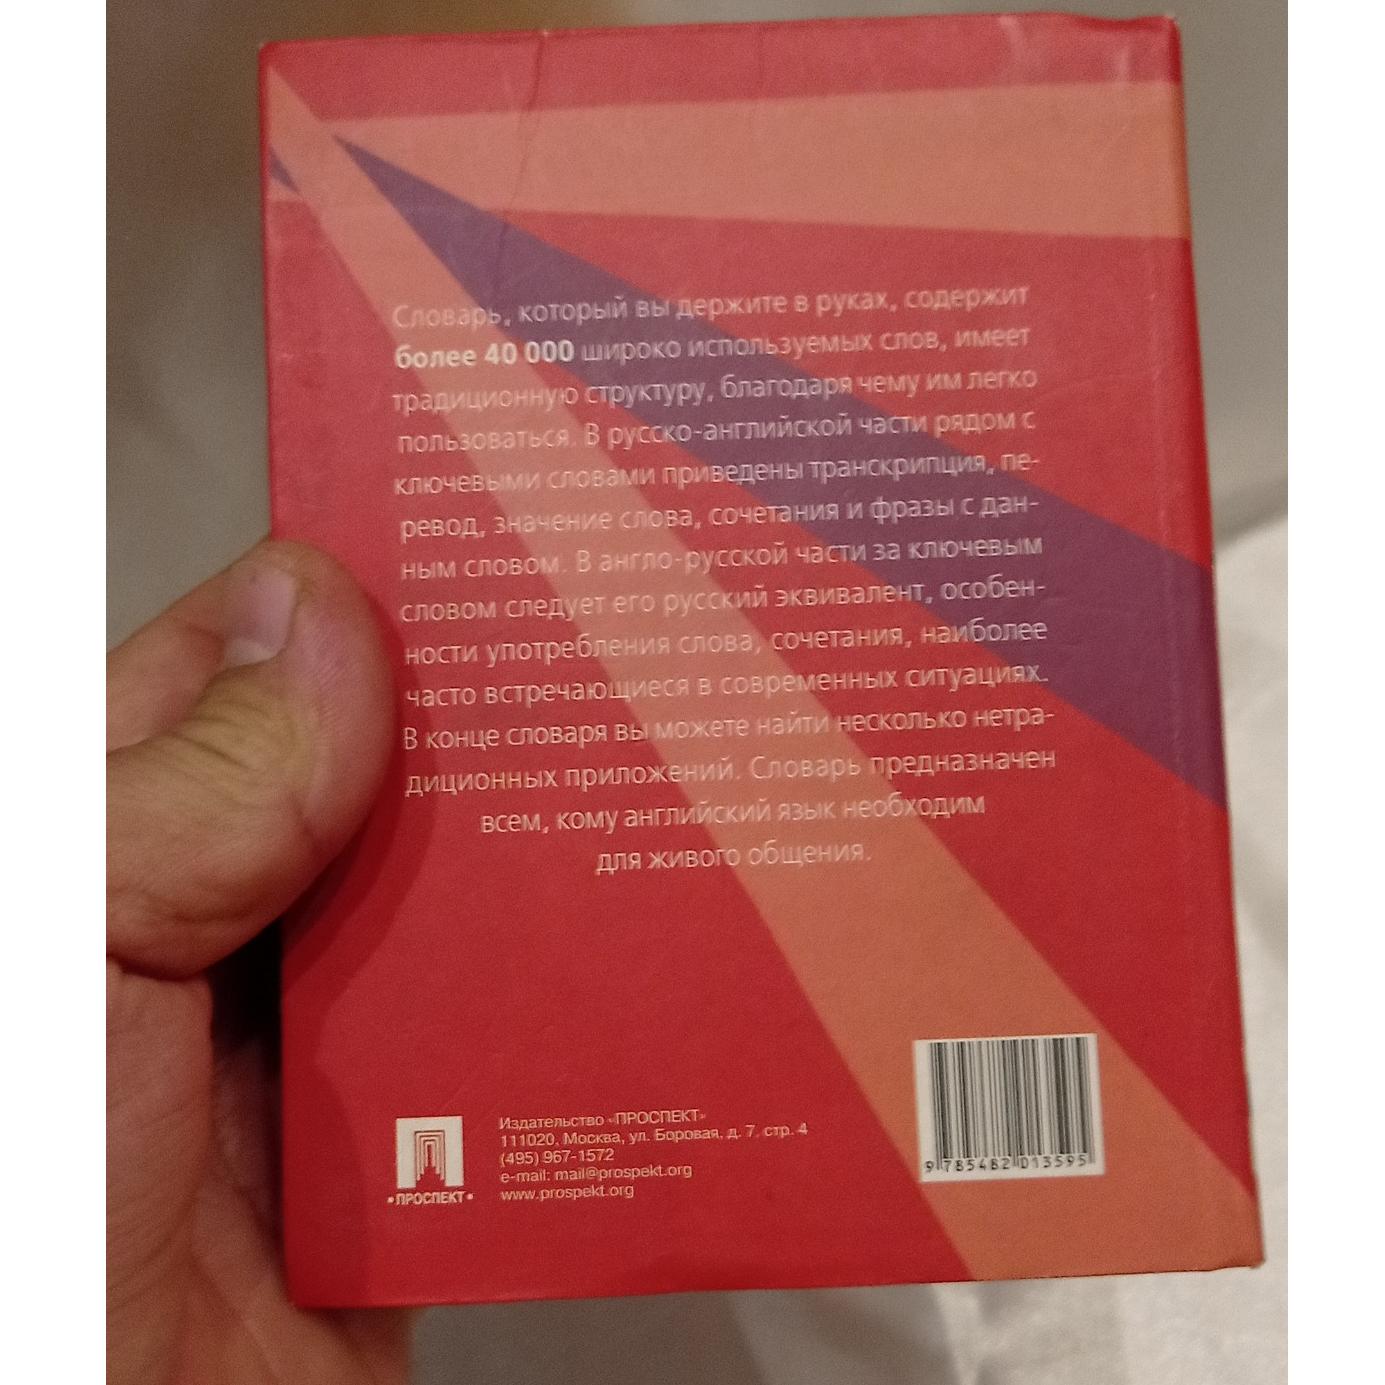 Словарь, который вы держите в руках, содержит
более 40 000 широко используемых слов, имеет
традиционную структуру, благодаря чему им легко
пользоваться. В русско-английской части рядом с
ключевыми словами приведены транскрипция, пе-
ревод, значение слова, сочетания и фразы с дан-
ным словом. В англо-русской части за ключевым
словом следует его русский эквивалент, особен-
ности употребления слова, сочетания, наиболее
часто встречающиеся в современных ситуациях.
В конце словаря вы можете найти несколько нетра-
диционных приложений. Словарь предназначен
всем, кому английский язык необходим
для живого общения.
•ПРОСПЕКТ•
Издательство «ПРОСПЕКТ»
111020, Москва, ул. Боровая, д. 7, стр. 4
(495) 967-1572
e-mail: mail@prospekt.org
www.prospekt.org
9 785482 013595